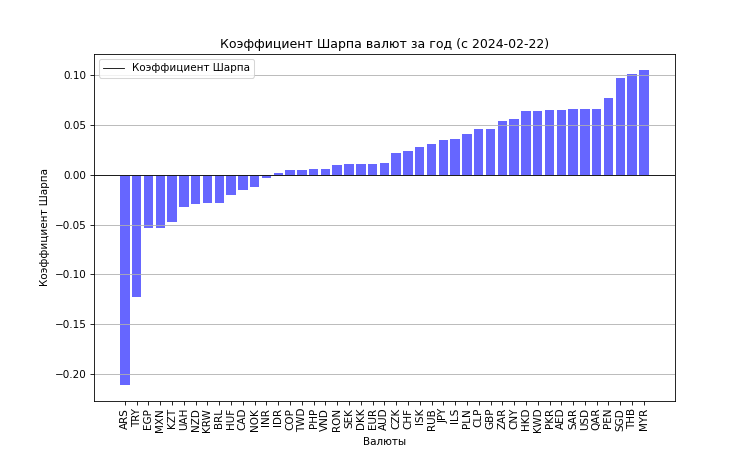 Коэффициент Шарпа валют за год (с 2024-02-22)
Коэффициент Шарпа
Коэффициент Шарпа
0.10
0.05
0.00
−0.05
−0.10
−0.15
−0.20
ARS TRY EGP MXN KZT UAH NZD KRW BRL HUF CAD NOK INR IDR COP TWD PHP VND RON SEK DKK EUR AUD CZK CHF ISK RUB JPY ILS PLN CLP GBP ZAR CNY HKD KWD PKR AED SAR USD QAR PEN SGD THB MYR
Валюты